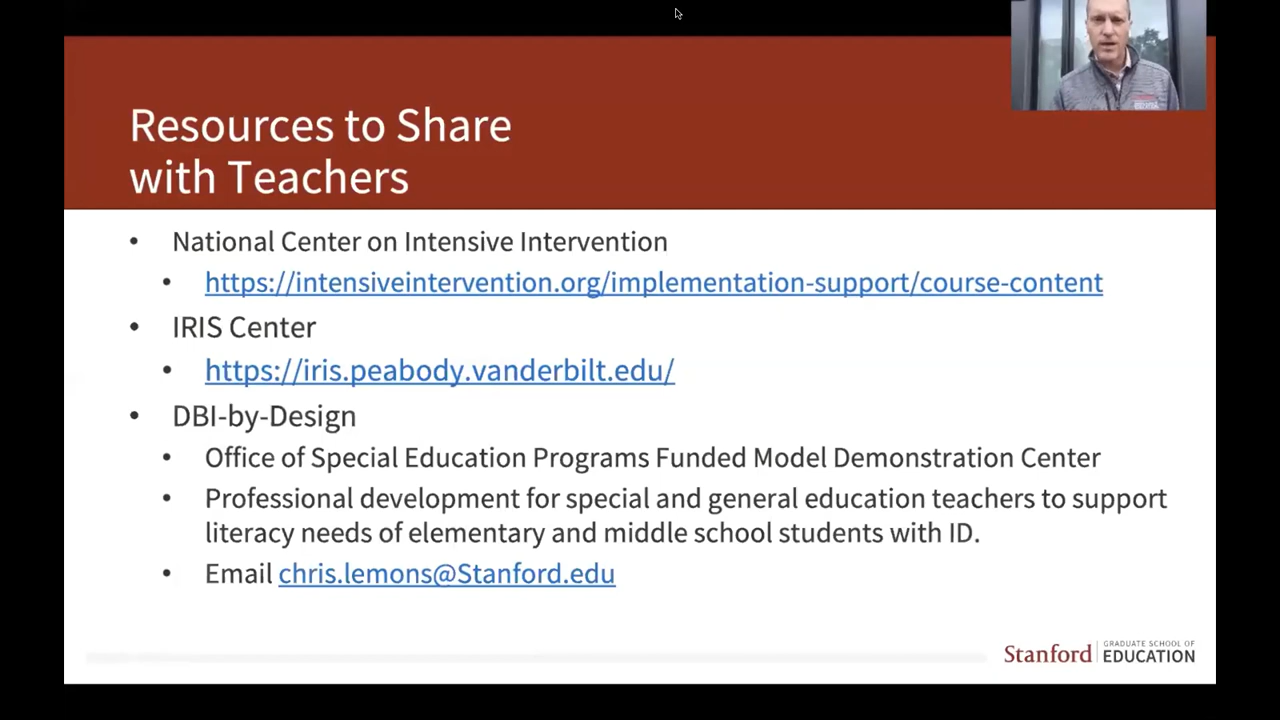 Resources to Share
with Teachers
• National Center on Intensive Intervention
• https://intensiveintervention.org/implementation-support/course-content
• IRIS Center
• https://iris.peabody.vanderbilt.edu/
• DBI-by-Design
• Office of Special Education Programs Funded Model Demonstration Center
• Professional development for special and general education teachers to support
literacy needs of elementary and middle school students with ID.
• Email chris.lemons@Stanford.edu
Stanford
GRADUATE SCHOOL OF
EDUCATION